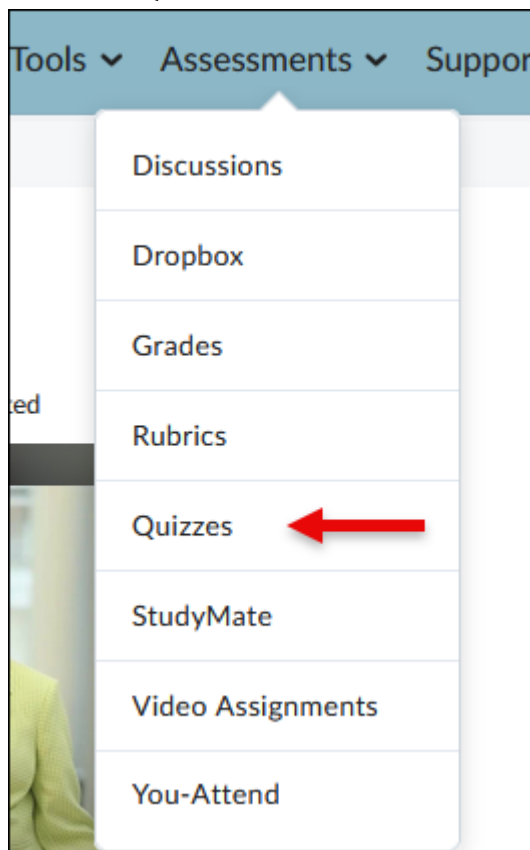 Tools Assessments Suppor
Discussions
Dropbox
Grades
ted
Rubrics
Quizzes
StudyMate
Video Assignments
You-Attend